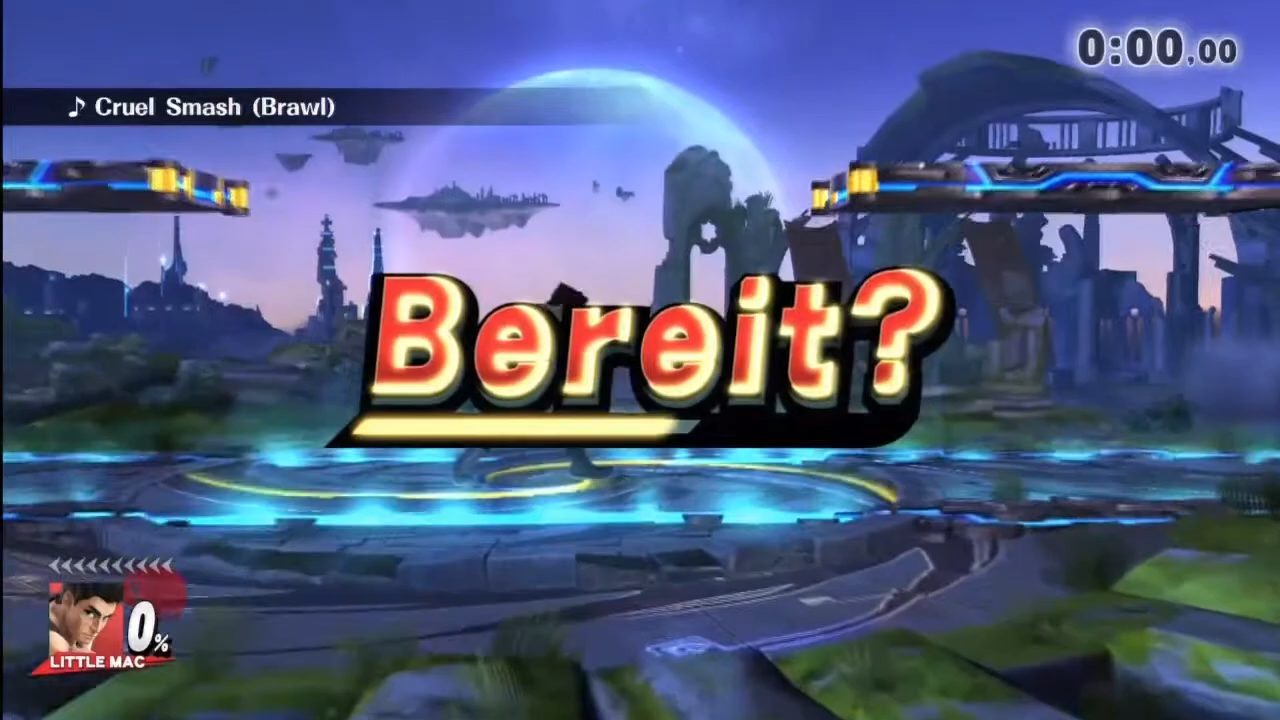 0:00.00
♪ Cruel Smash (Brawl)
Bereit?
0%
LITTLE MAC